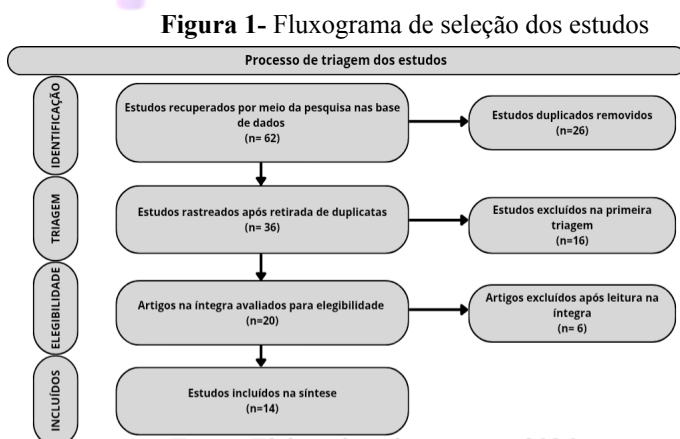 Figura 1- Fluxograma de seleção dos estudos
Processo de triagem dos estudos
IDENTIFICAÇÃO
Estudos recuperados por meio da pesquisa nas base
de dados
(n= 62)
Estudos duplicados removidos
(n=26)
TRIAGEM
Estudos rastreados após retirada de duplicatas
(n= 36)
Estudos excluídos na primeira
triagem
(n=16)
ELEGIBILIDADE
Artigos na íntegra avaliados para elegibilidade
(n=20)
Artigos excluídos após leitura na
íntegra
(n= 6)
INCLUÍDOS
Estudos incluídos na síntese
(n=14)